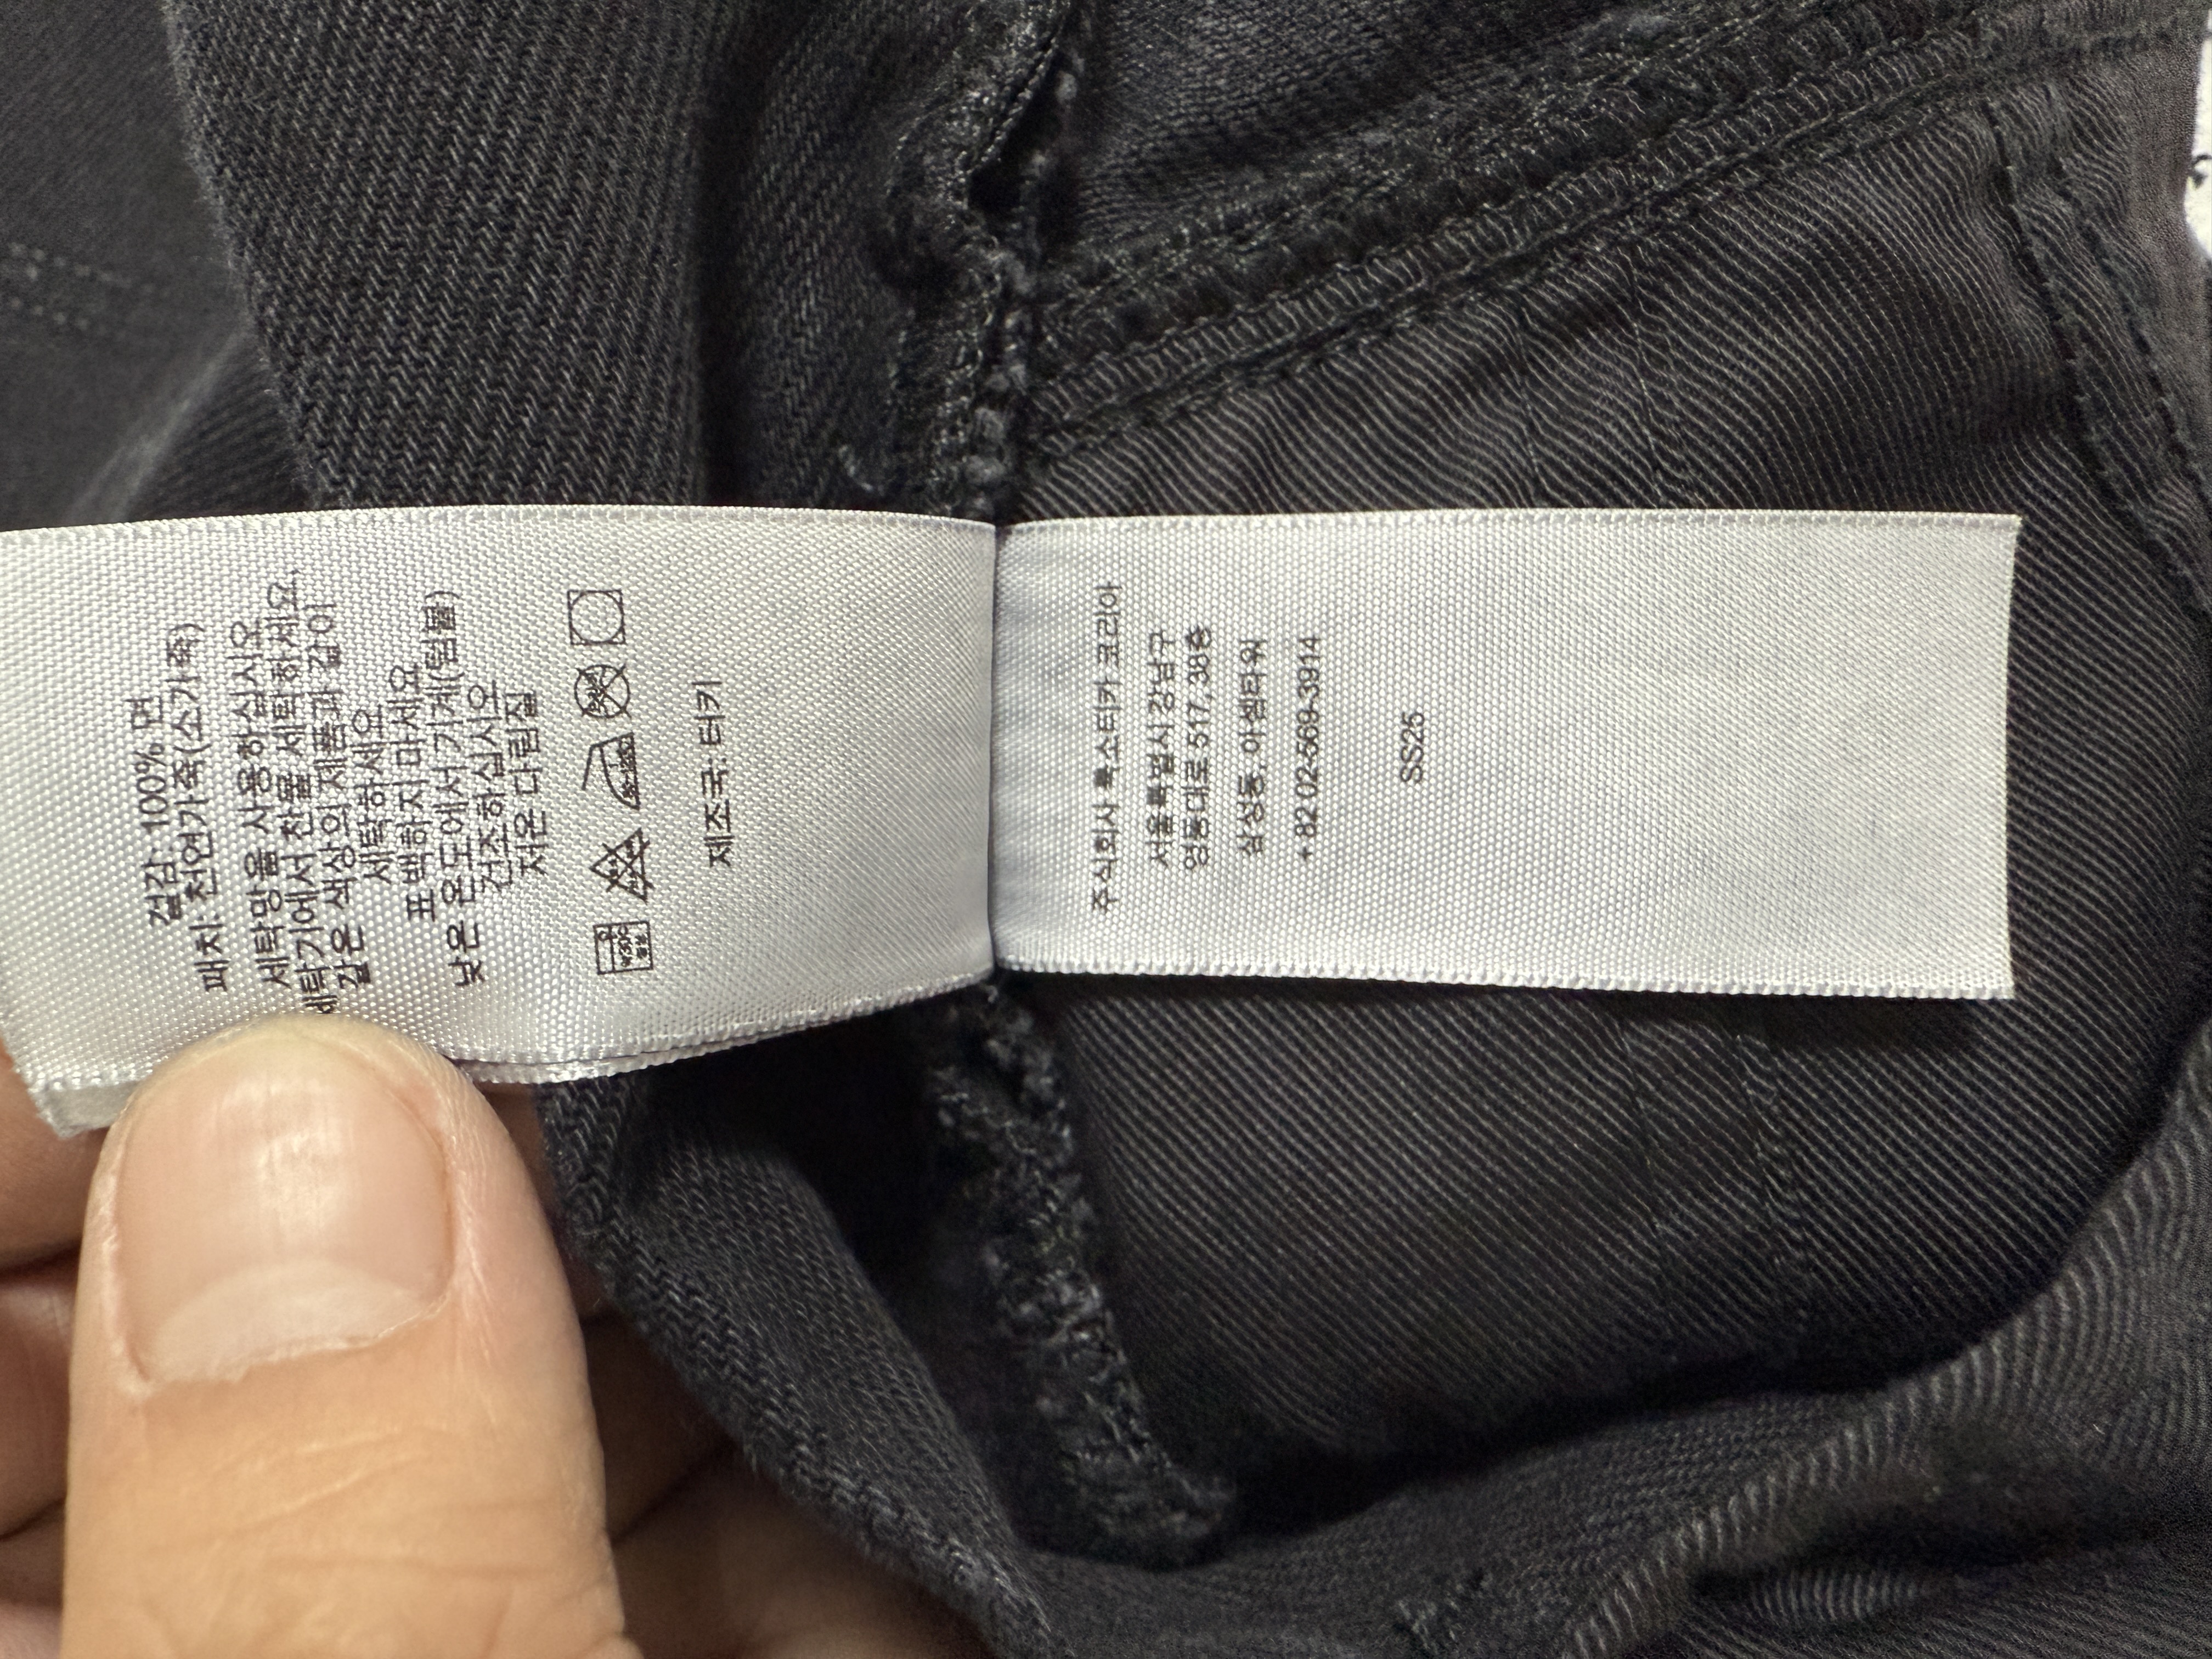 겉감: 100% 면
패치: 천연가죽(소가죽)
세탁망을 사용하십시오
세탁기에서 찬물 세탁하세요,
같은 색상의 제품과 같이
세탁하세요
표백하지 마세요
낮은 온도에서 기계(텀블)
건조하십시오
저온 다림질
제조국: 터키
주식회사 폭스티카 코리아
서울특별시 강남구
영동대로 517, 38층
삼성동, 아셈타워
+82 02-569-3914
SS25